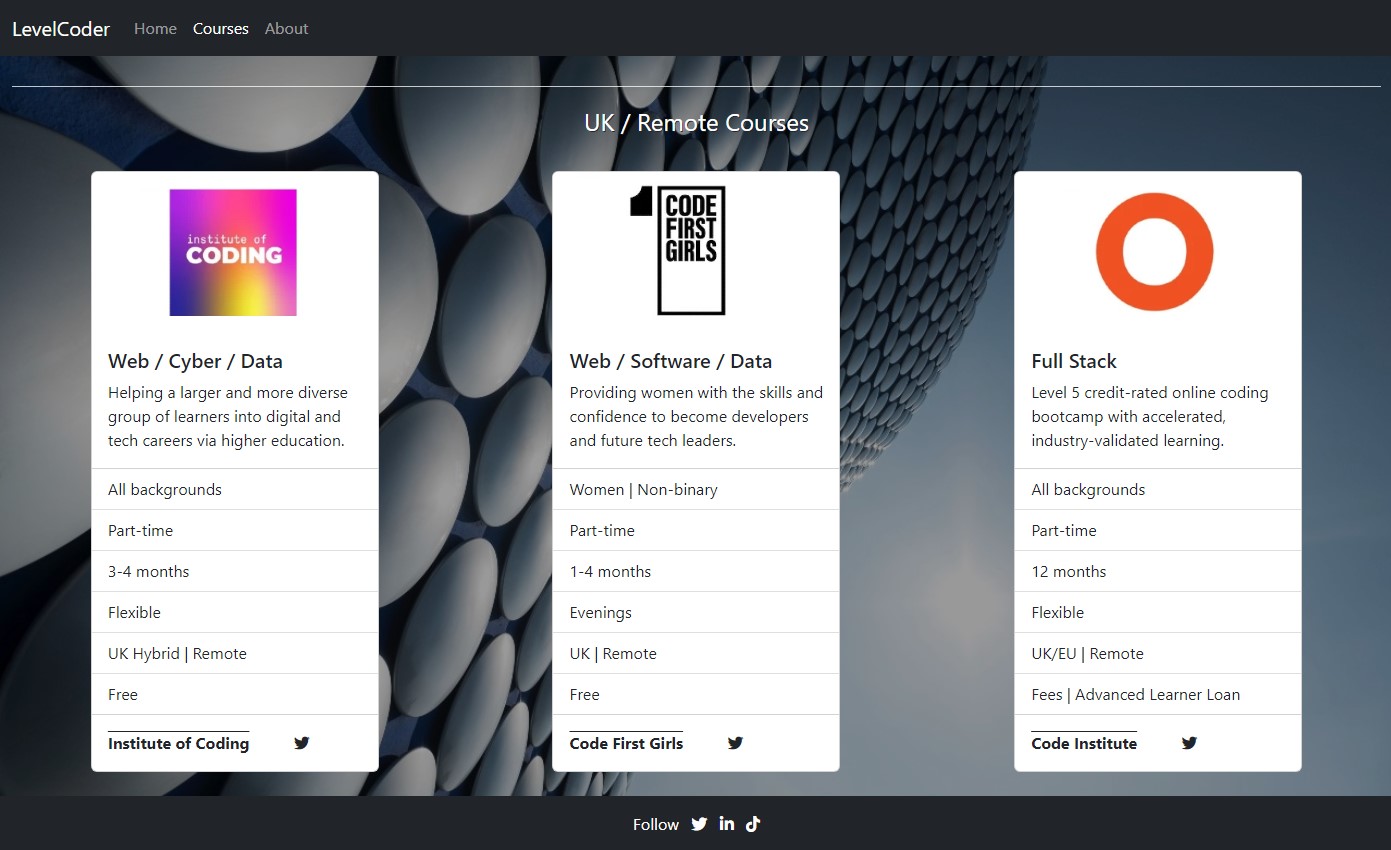 LevelCoder Home Courses About
UK / Remote Courses
institute of
CODING
Web / Cyber / Data
Helping a larger and more diverse
group of learners into digital and
tech careers via higher education.
All backgrounds
Part-time
3-4 months
Flexible
UK Hybrid | Remote
Free
Institute of Coding
1
CODE
FIRST
GIRLS
Web / Software / Data
Providing women with the skills and
confidence to become developers
and future tech leaders.
Women | Non-binary
Part-time
1-4 months
Evenings
UK | Remote
Free
Code First Girls
Full Stack
Level 5 credit-rated online coding
bootcamp with accelerated,
industry-validated learning.
All backgrounds
Part-time
12 months
Flexible
UK/EU | Remote
Fees | Advanced Learner Loan
Code Institute
Follow